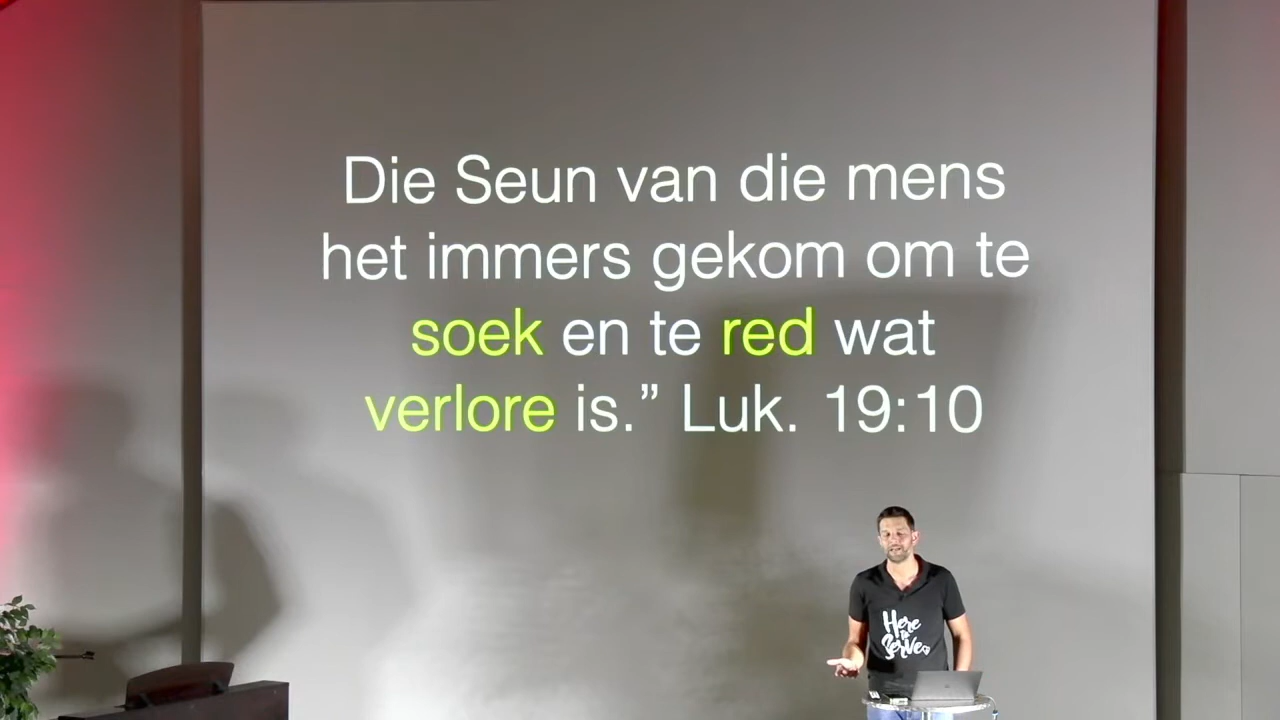 Die Seun van die mens
het immers gekom om te
soek en te red wat
verlore is.” Luk. 19:10
Here
to
Serve